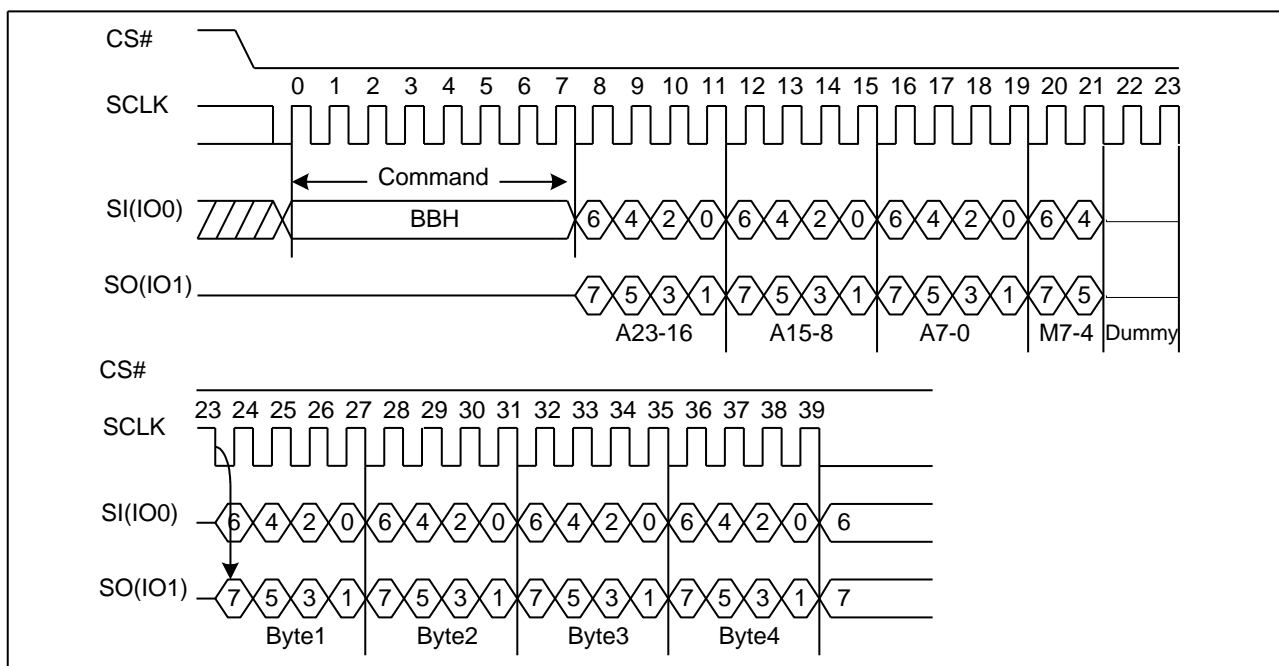 CS#
0 1 2 3 4 5 6 7 8 9 10 11 12 13 14 15 16 17 18 19 20 21 22 23
SCLK
Command
SI(IO0) BBH 6 4 2 0 6 4 2 0 6 4 2 0 6 4
SO(IO1) 7 5 3 1 7 5 3 1 7 5 3 1 7 5
A23-16 A15-8 A7-0 M7-4 Dummy
CS#
23 24 25 26 27 28 29 30 31 32 33 34 35 36 37 38 39
SCLK
SI(IO0) 6 4 2 0 6 4 2 0 6 4 2 0 6 4 2 0 6
SO(IO1) 7 5 3 1 7 5 3 1 7 5 3 1 7 5 3 1 7
Byte1 Byte2 Byte3 Byte4